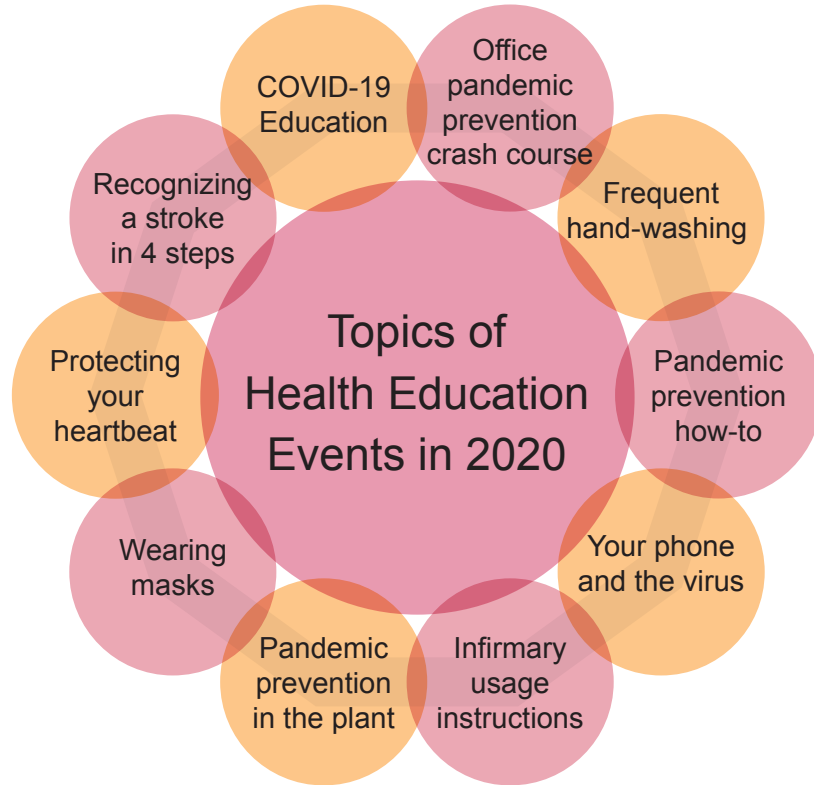 Topics of
Health Education
Events in 2020
COVID-19
Education
Office
pandemic
prevention
crash course
Frequent
hand-washing
Pandemic
prevention
how-to
Your phone
and the virus
Infirmary
usage
instructions
Pandemic
prevention
in the plant
Wearing
masks
Protecting
your
heartbeat
Recognizing
a stroke
in 4 steps